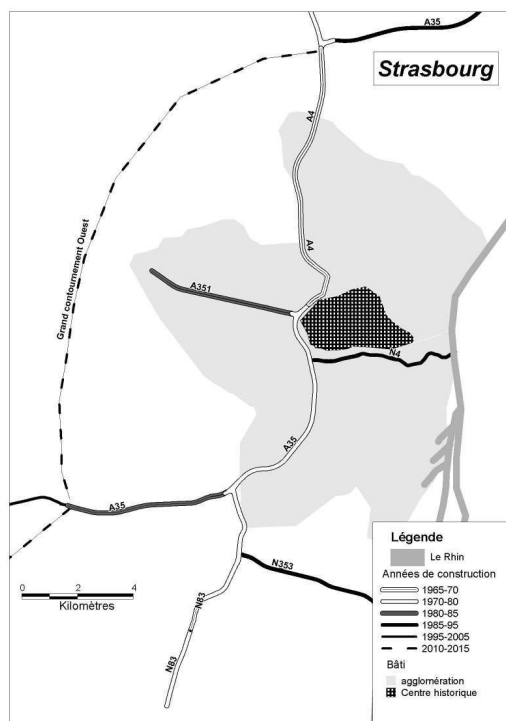 A35
Strasbourg
A4
A4
Grand contournement Ouest
A351
N4
A35
A35
N353
N83
N83
0 2 4
Kilomètres
Légende
Le Rhin
Années de construction
1965-70
1970-80
1980-85
1985-95
1995-2005
2010-2015
Bâti
agglomération
Centre historique